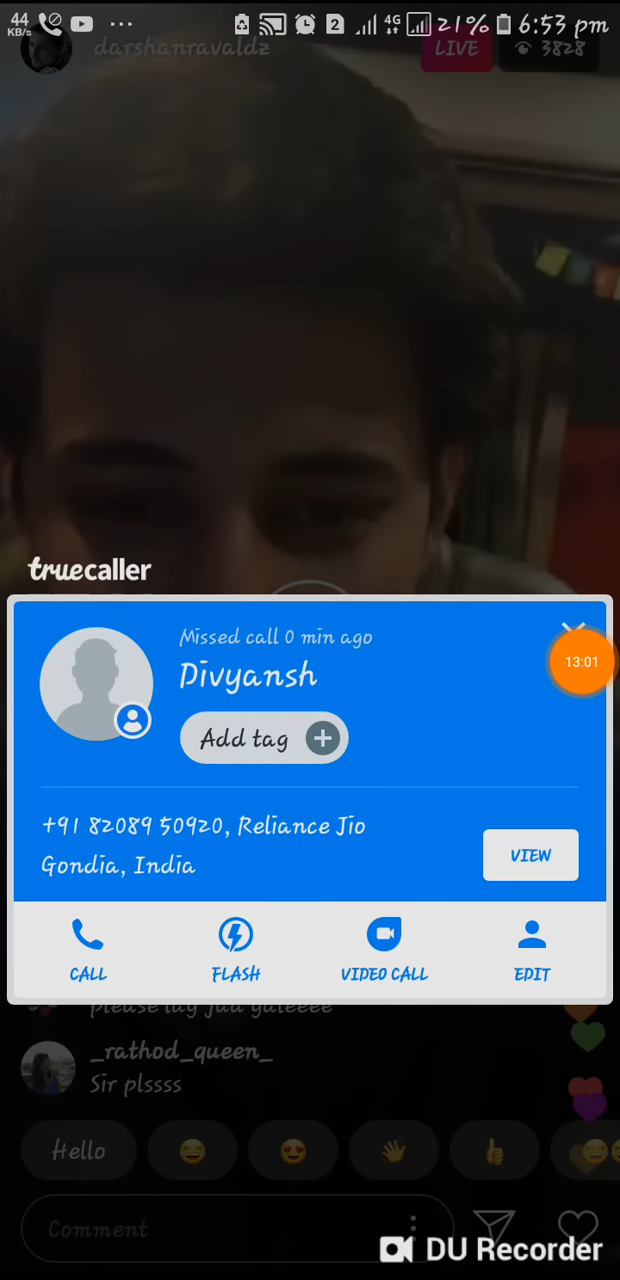 44
KB/s
2
4G
21%
6:53 pm
darshanravaldz
LIVE
3828
truecaller
Missed call 0 min ago
Divyansh
13:01
Add tag
+91 82089 50920, Reliance Jio
Gondia, India
VIEW
CALL
FLASH
VIDEO CALL
EDIT
_rathod_queen_
Sir plssss
Hello
Comment
DU Recorder